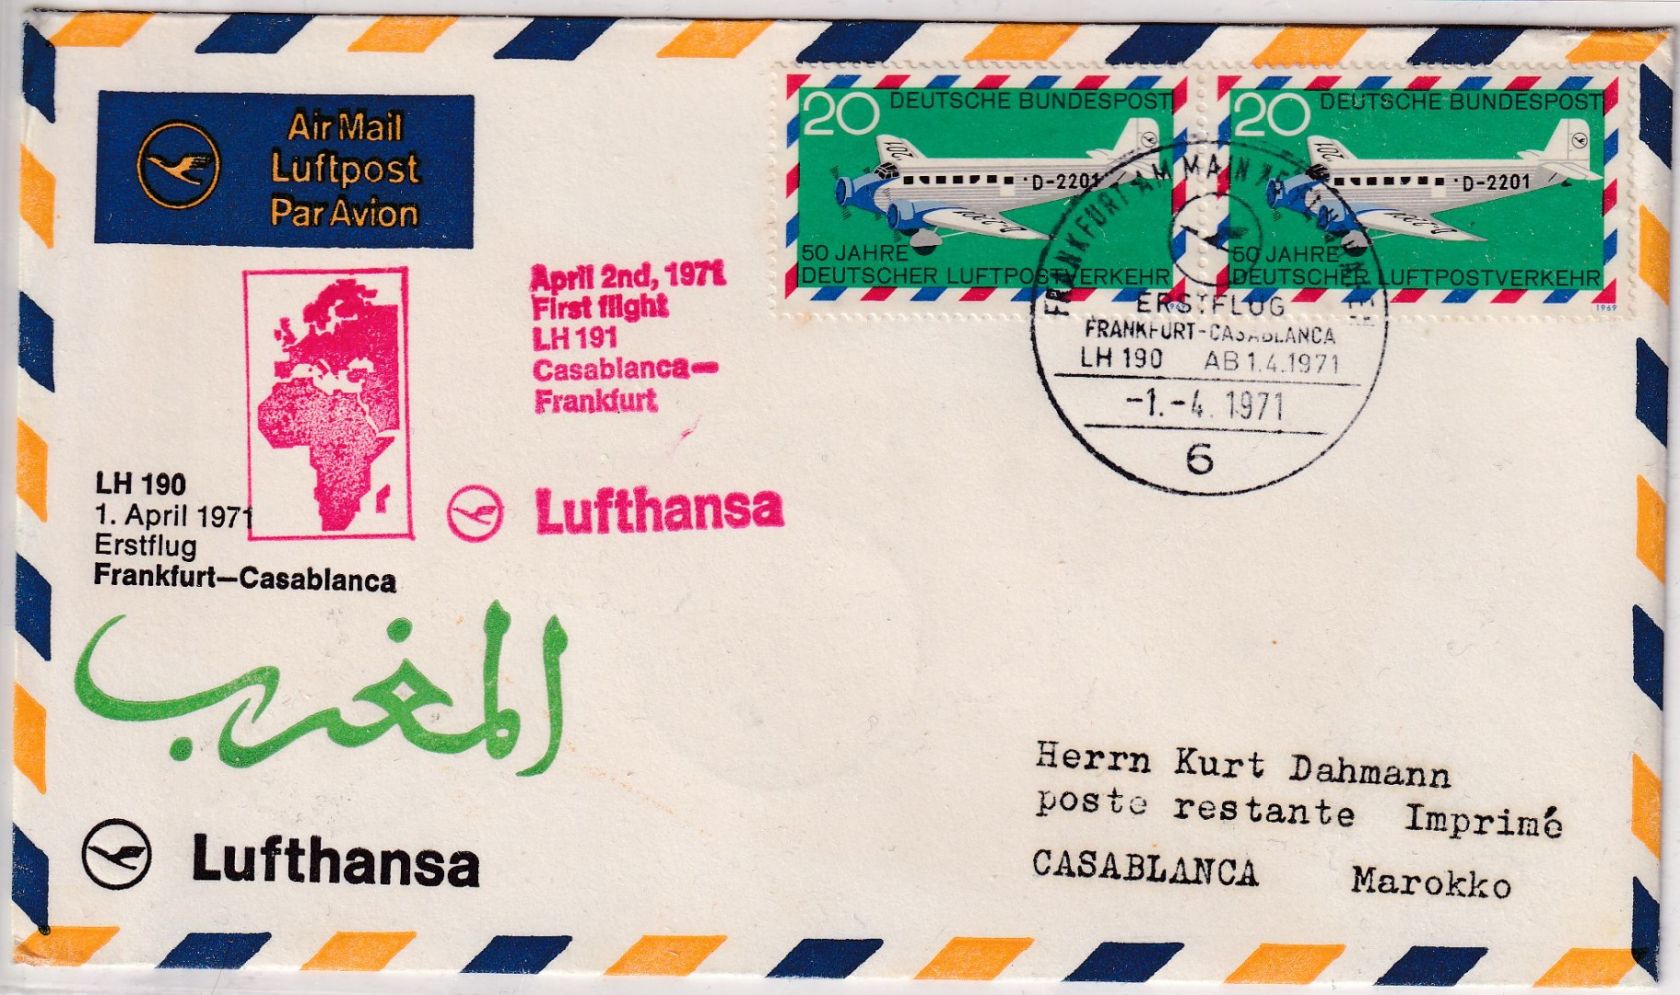 Air Mail
Luftpost
Par Avion
20 DEUTSCHE BUNDESPOST
D-2201
50 JAHRE
DEUTSCHER LUFTPOSTVERKEHR
20 DEUTSCHE BUNDESPOST
D-2201
50 JAHRE
DEUTSCHER LUFTPOSTVERKEHR
1969
FRANKFURT AM MAIN
ERSTFLUG
FRANKFURT-CASABLANCA
LH 190 AB 1.4.1971
-1.-4. 1971
6
April 2nd, 1971
First flight
LH 191
Casablanca—
Frankfurt
Lufthansa
LH 190
1. April 1971
Erstflug
Frankfurt—Casablanca
المغرب
Lufthansa
Herrn Kurt Dahmann
poste restante Imprimé
CASABLANCA Marokko